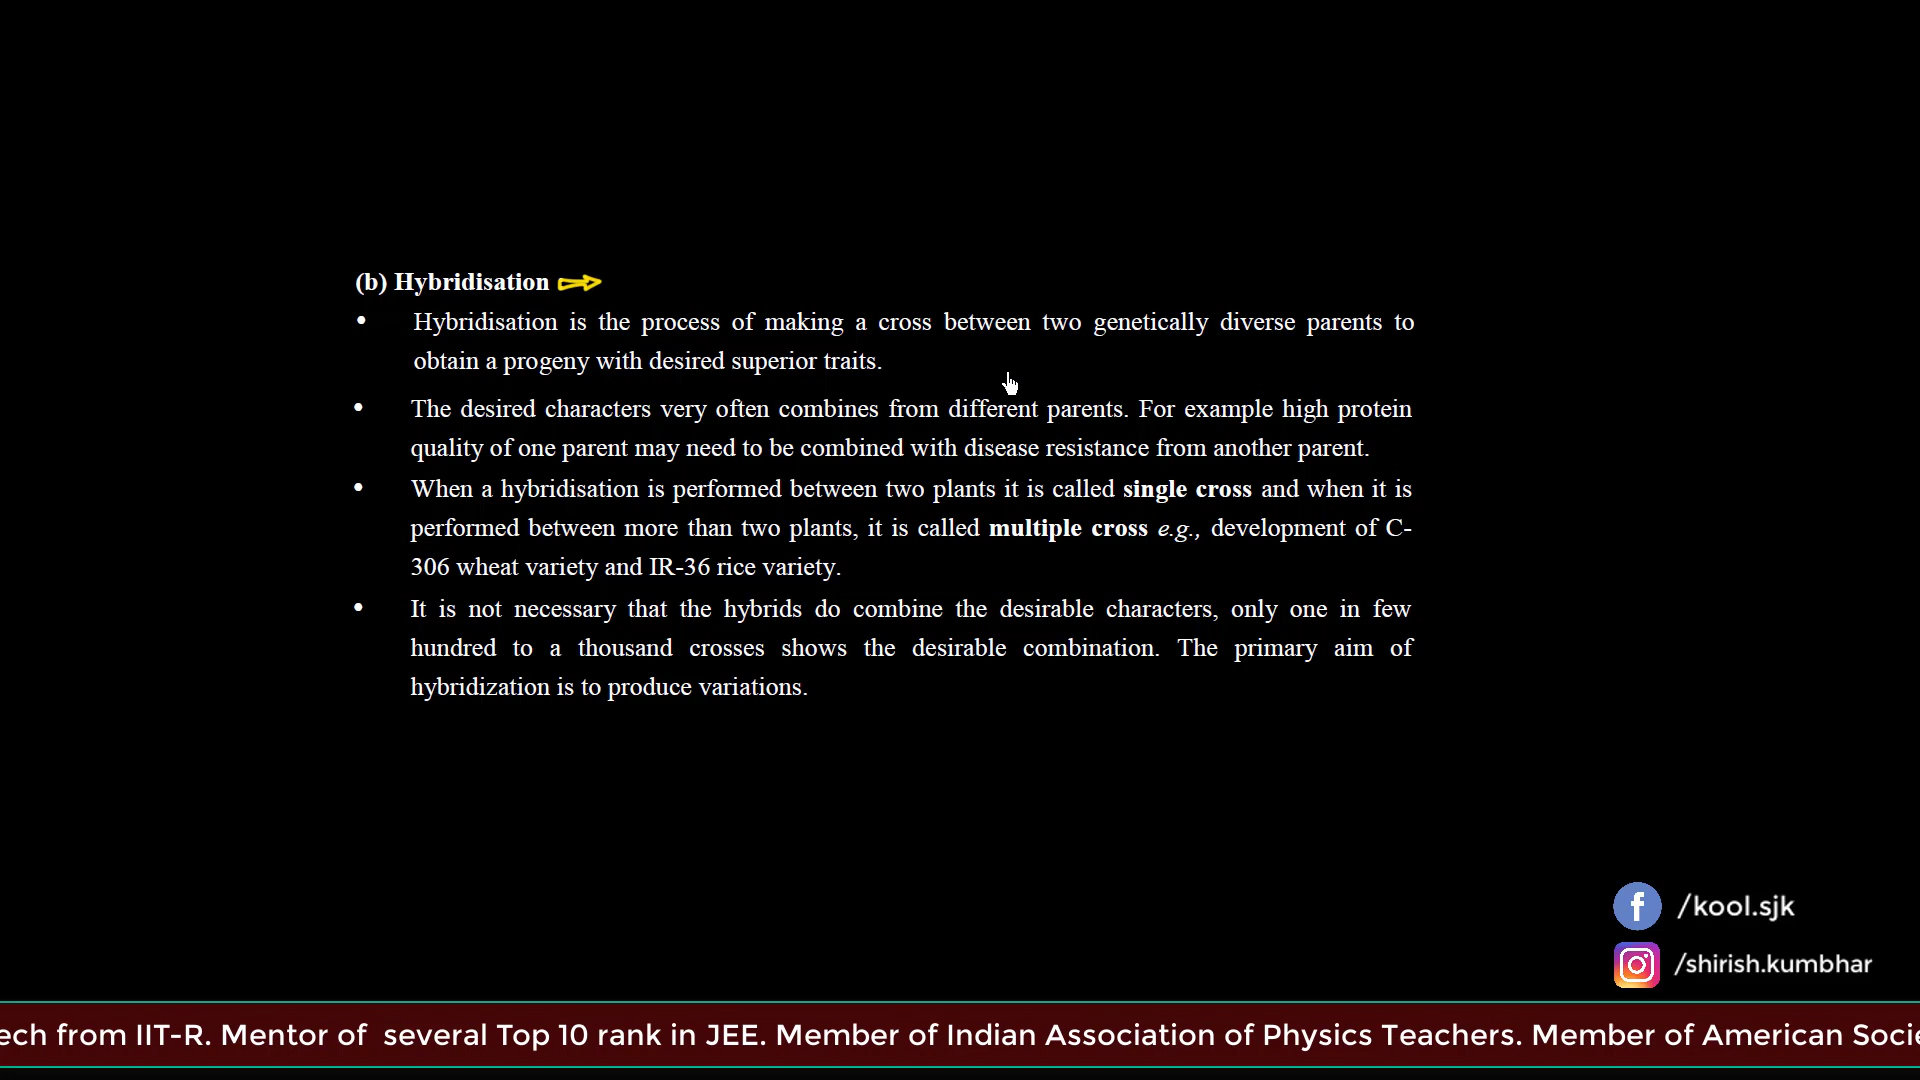 (b) Hybridisation
• Hybridisation is the process of making a cross between two genetically diverse parents to
obtain a progeny with desired superior traits.
• The desired characters very often combines from different parents. For example high protein
quality of one parent may need to be combined with disease resistance from another parent.
• When a hybridisation is performed between two plants it is called single cross and when it is
performed between more than two plants, it is called multiple cross e.g., development of C-
306 wheat variety and IR-36 rice variety.
• It is not necessary that the hybrids do combine the desirable characters, only one in few
hundred to a thousand crosses shows the desirable combination. The primary aim of
hybridization is to produce variations.
/kool.sjk
/shirish.kumbhar
ech from IIT-R. Mentor of several Top 10 rank in JEE. Member of Indian Association of Physics Teachers. Member of American Socie